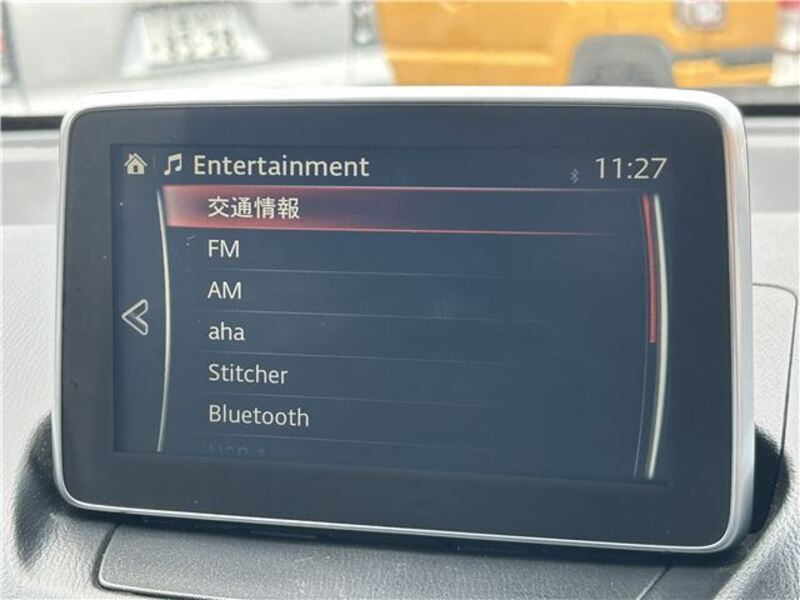 Entertainment
11:27
交通情報
FM
AM
aha
Stitcher
Bluetooth